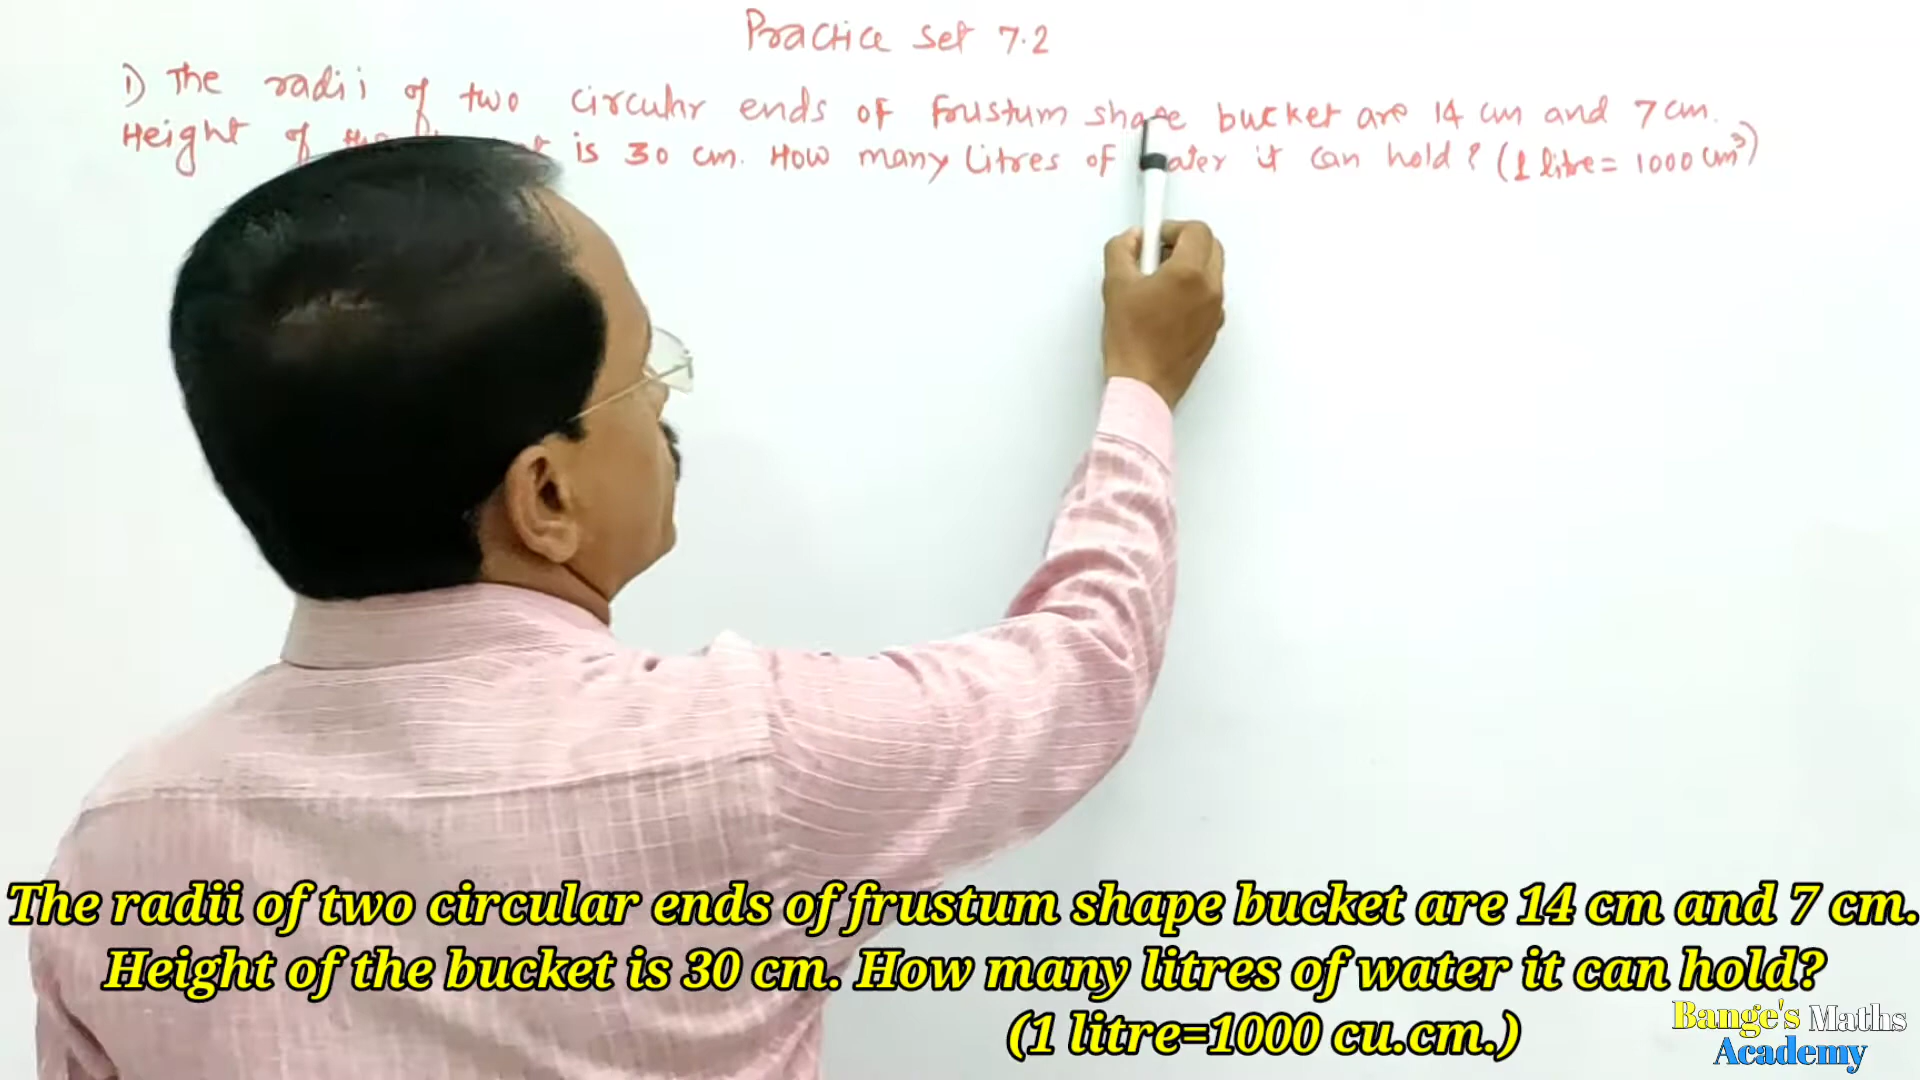 Practice Set 7.2
1) The radii of two circular ends of frustum shape bucket are 14 cm and 7 cm.
Height of is 30 cm. How many Litres of water it can hold? (1 litre = 1000 cm³)
The radii of two circular ends of frustum shape bucket are 14 cm and 7 cm.
Height of the bucket is 30 cm. How many litres of water it can hold?
(1 litre=1000 cu.cm.)
Bange's Maths
Academy